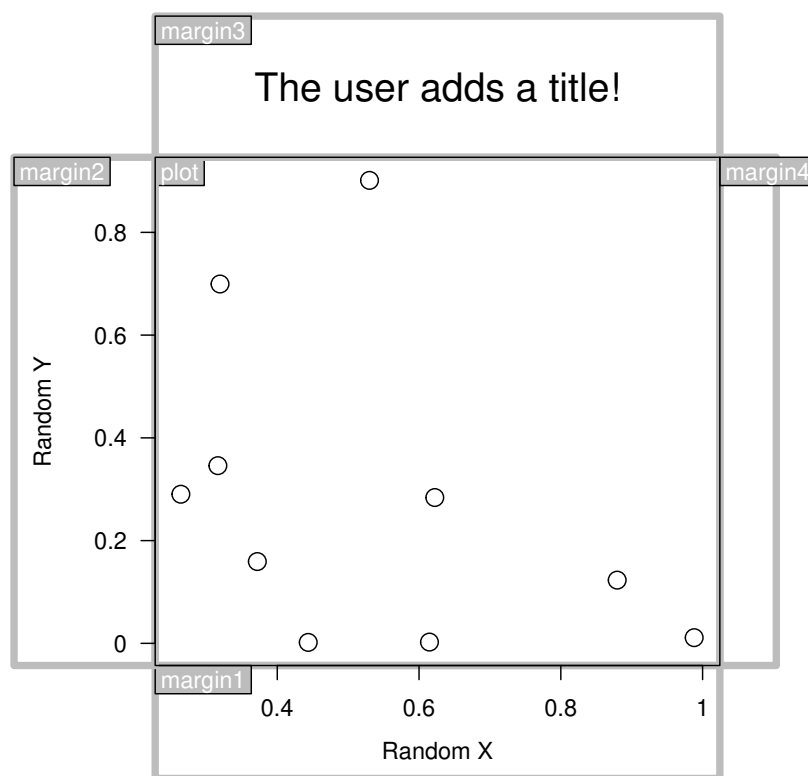 margin3
The user adds a title!
margin2
plot
margin4
0.8
0.6
0.4
0.2
0
Random Y
margin1
0.4 0.6 0.8 1
Random X